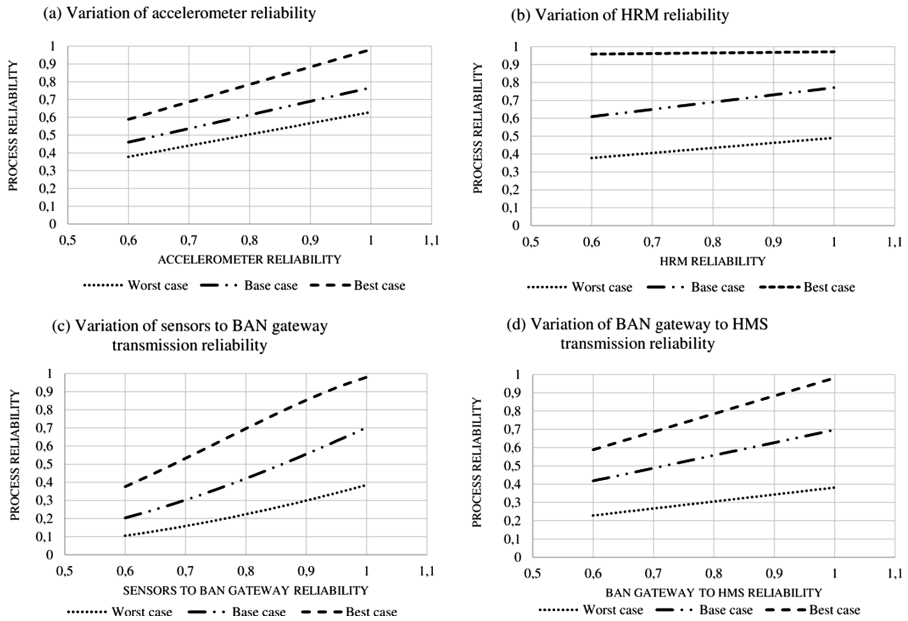 (a) Variation of accelerometer reliability
PROCESS RELIABILITY
1
0,9
0,8
0,7
0,6
0,5
0,4
0,3
0,2
0,1
0
0,5 0,6 0,7 0,8 0,9 1 1,1
ACCELEROMETER RELIABILITY
Worst case Base case Best case
(b) Variation of HRM reliability
PROCESS RELIABILITY
1
0,9
0,8
0,7
0,6
0,5
0,4
0,3
0,2
0,1
0
0,5 0,6 0,7 0,8 0,9 1 1,1
HRM RELIABILITY
Worst case Base case Best case
(c) Variation of sensors to BAN gateway
transmission reliability
PROCESS RELIABILITY
1
0,9
0,8
0,7
0,6
0,5
0,4
0,3
0,2
0,1
0
0,5 0,6 0,7 0,8 0,9 1 1,1
SENSORS TO BAN GATEWAY RELIABILITY
Worst case Base case Best case
(d) Variation of BAN gateway to HMS
transmission reliability
PROCESS RELIABILITY
1
0,9
0,8
0,7
0,6
0,5
0,4
0,3
0,2
0,1
0
0,5 0,6 0,7 0,8 0,9 1 1,1
BAN GATEWAY TO HMS RELIABILITY
Worst case Base case Best case